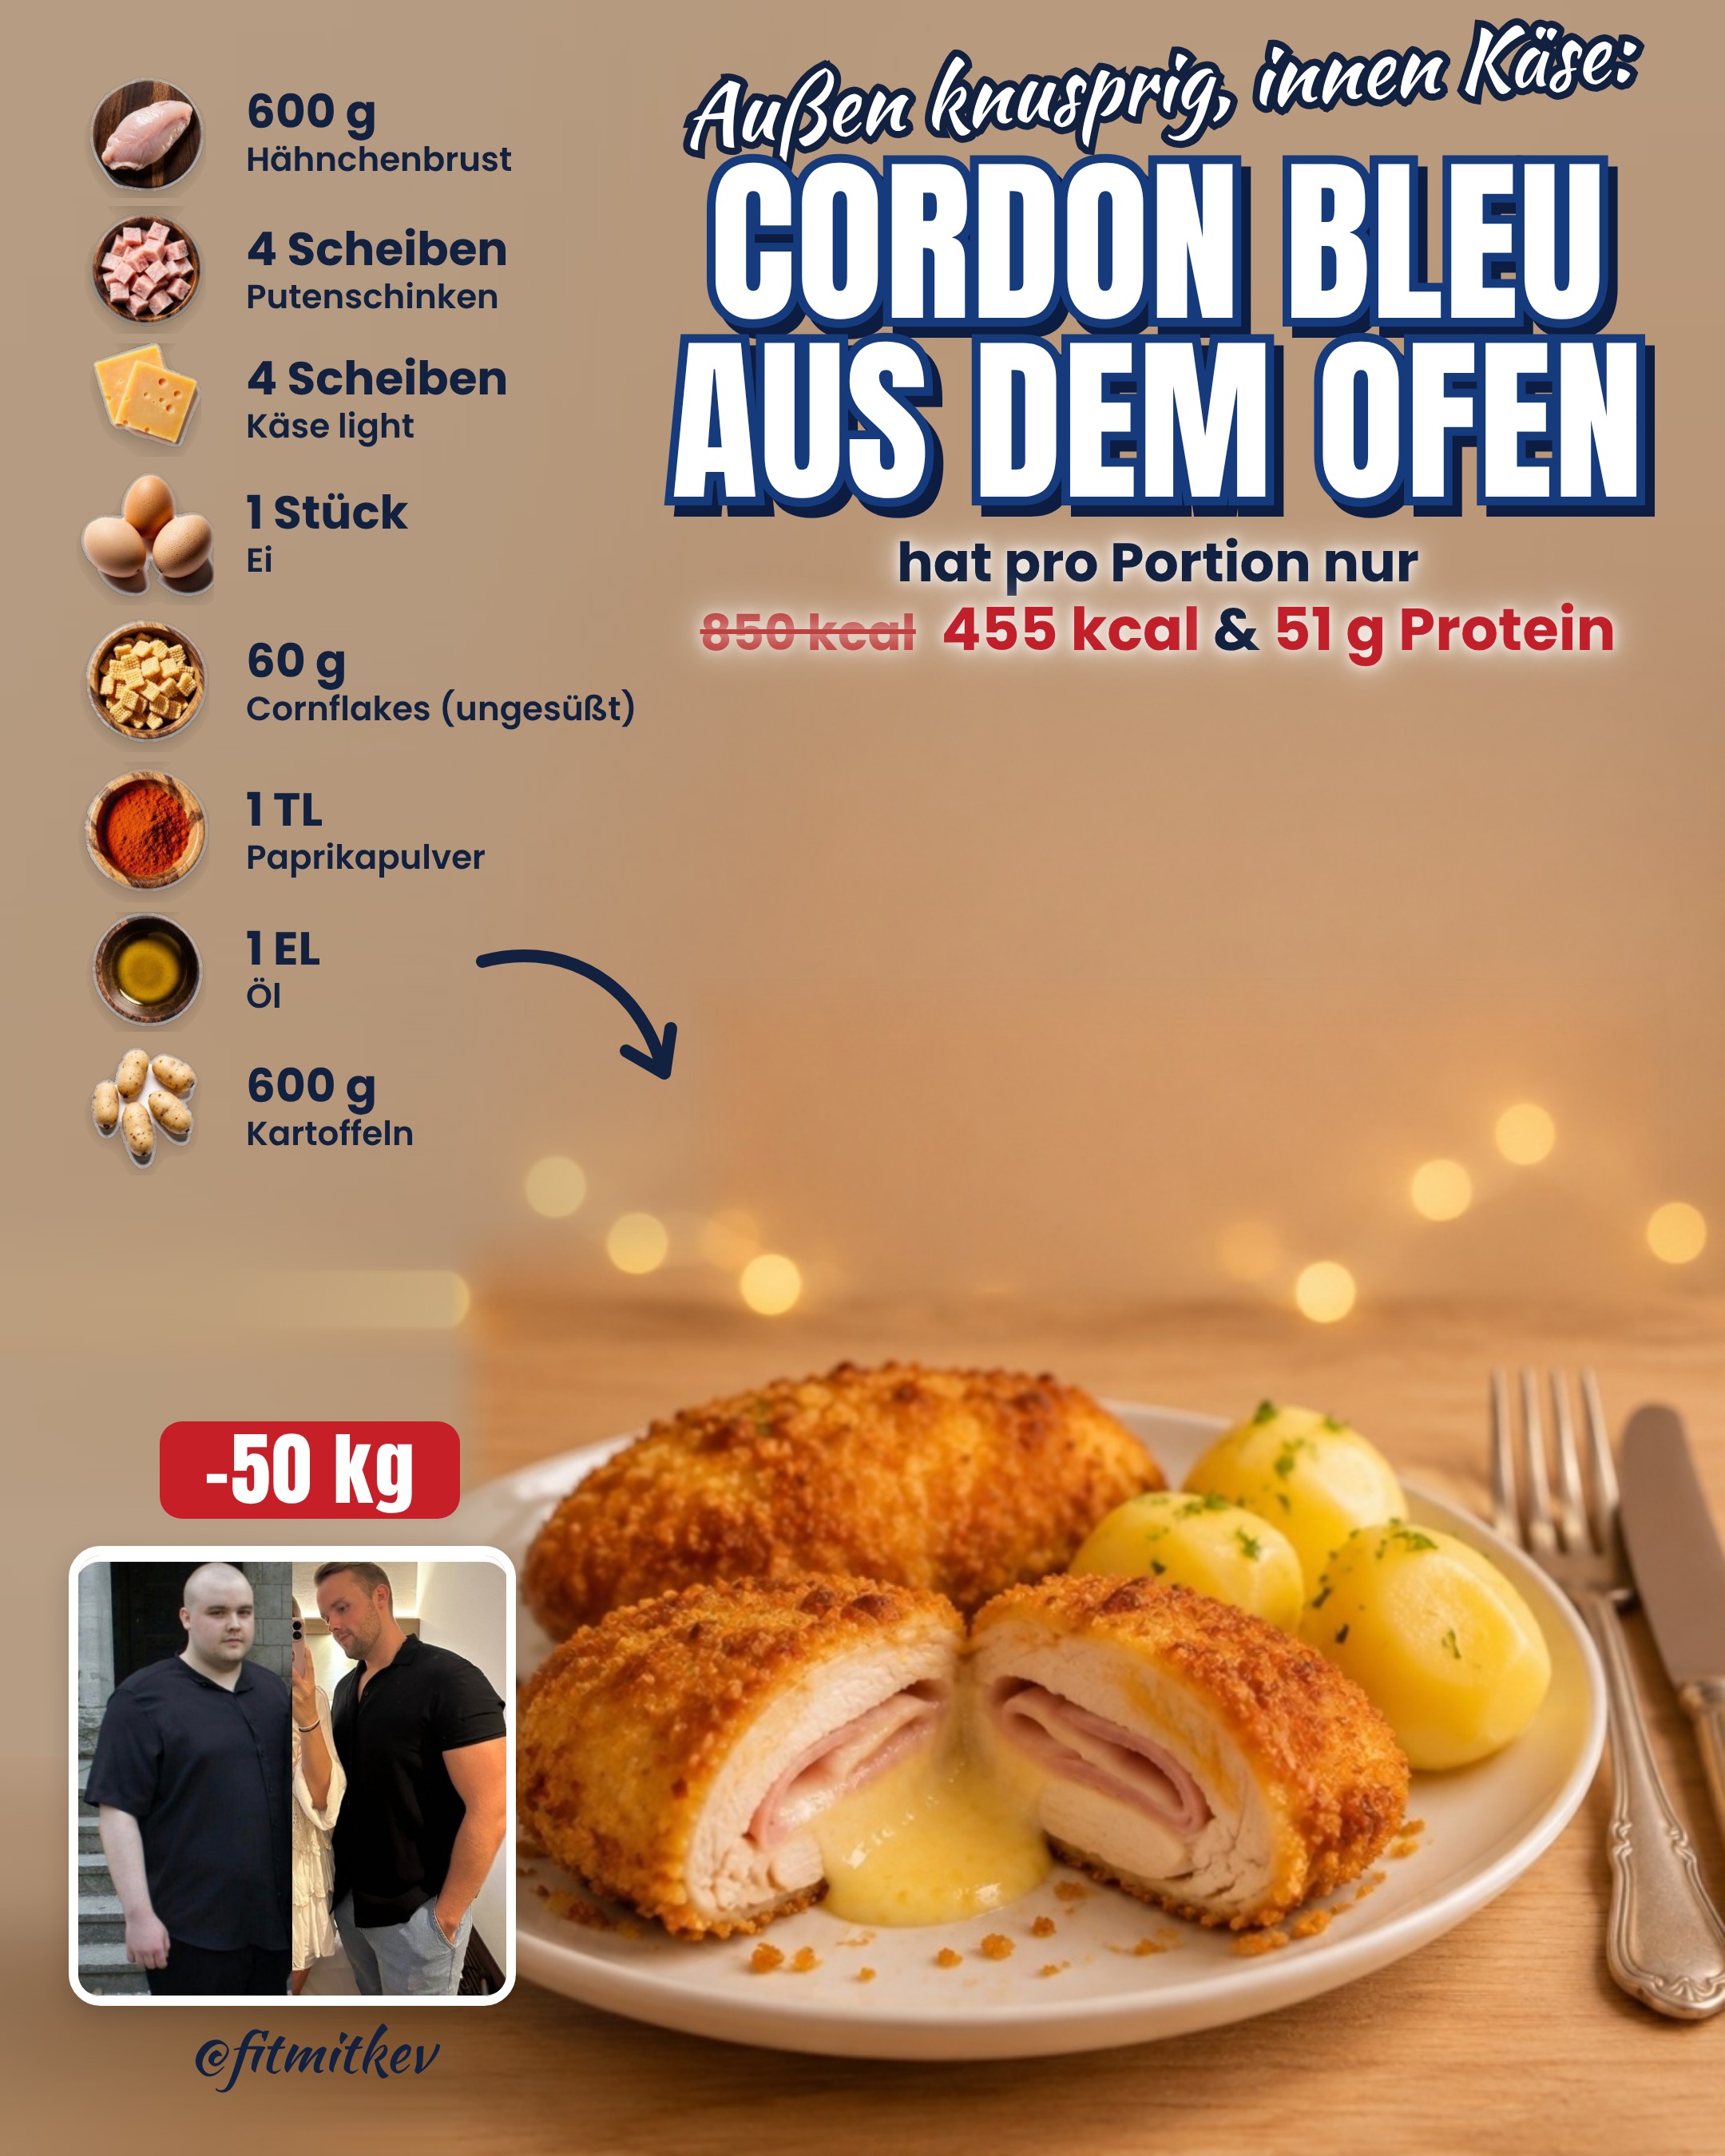 Außen knusprig, innen Käse:
CORDON BLEU
AUS DEM OFEN
hat pro Portion nur
850 kcal 455 kcal & 51 g Protein
600 g
Hähnchenbrust
4 Scheiben
Putenschinken
4 Scheiben
Käse light
1 Stück
Ei
60 g
Cornflakes (ungesüßt)
1 TL
Paprikapulver
1 EL
Öl
600 g
Kartoffeln
-50 kg
@fitmitkev